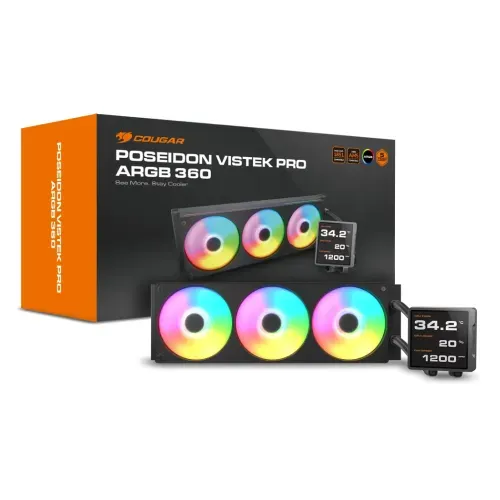 COUGAR
POSEIDON VISTEK PRO
ARGB 360
See More. Stay Cooler
POSEIDON VISTEK PRO
ARGB 360
34.2°
20
1200
34.2°
20
1200